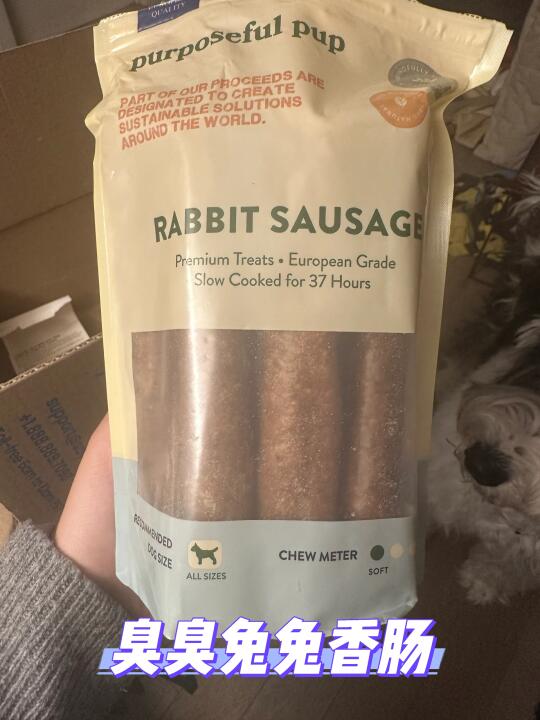 QUALITY
purposeful pup
PART OF OUR PROCEEDS ARE
DESIGNATED TO CREATE
SUSTAINABLE SOLUTIONS
AROUND THE WORLD.
RABBIT SAUSAGE
Premium Treats • European Grade
Slow Cooked for 37 Hours
RECOMMENDED
DOG SIZE
ALL SIZES
CHEW METER
SOFT
臭臭兔兔香肠